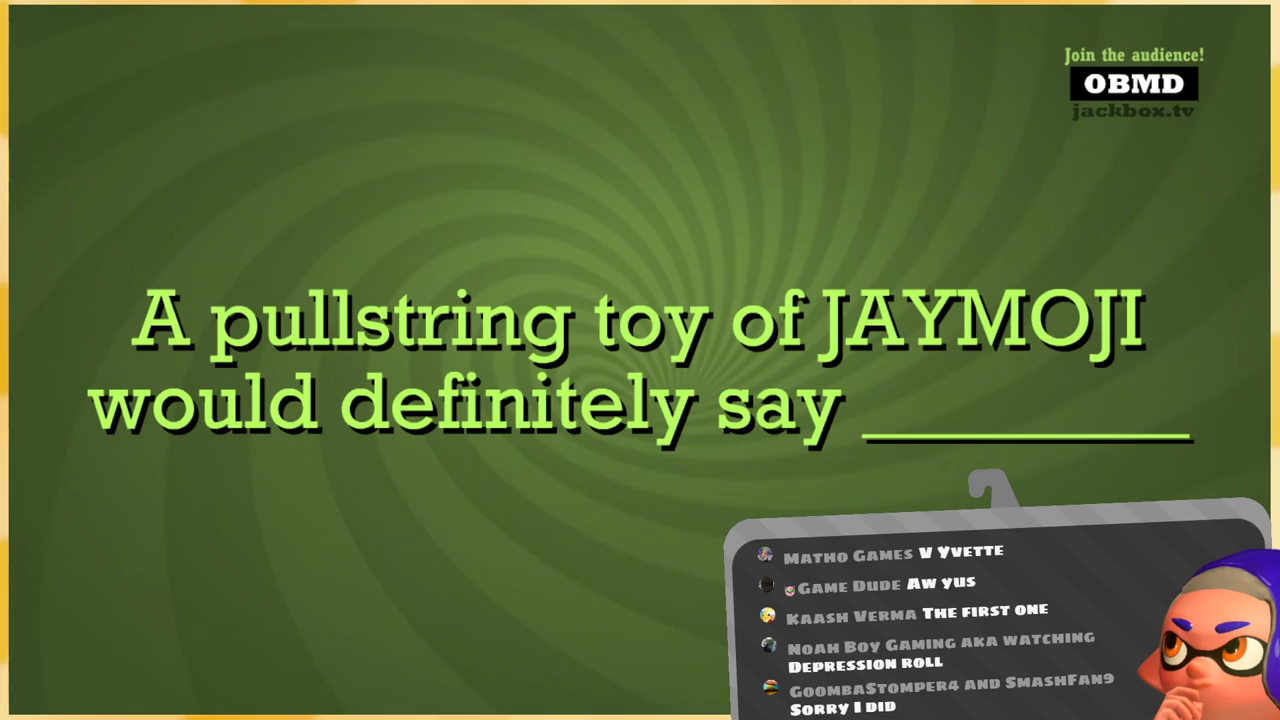 Join the audience!
OBMD
jackbox.tv
A pullstring toy of JAYMOJI
would definitely say ________
Matho Games V Yvette
Game Dude Aw yus
Kaash Verma The first one
Noah Boy Gaming aka watching
Depression roll
GoombaStomper4 and SmashFan9
Sorry I did